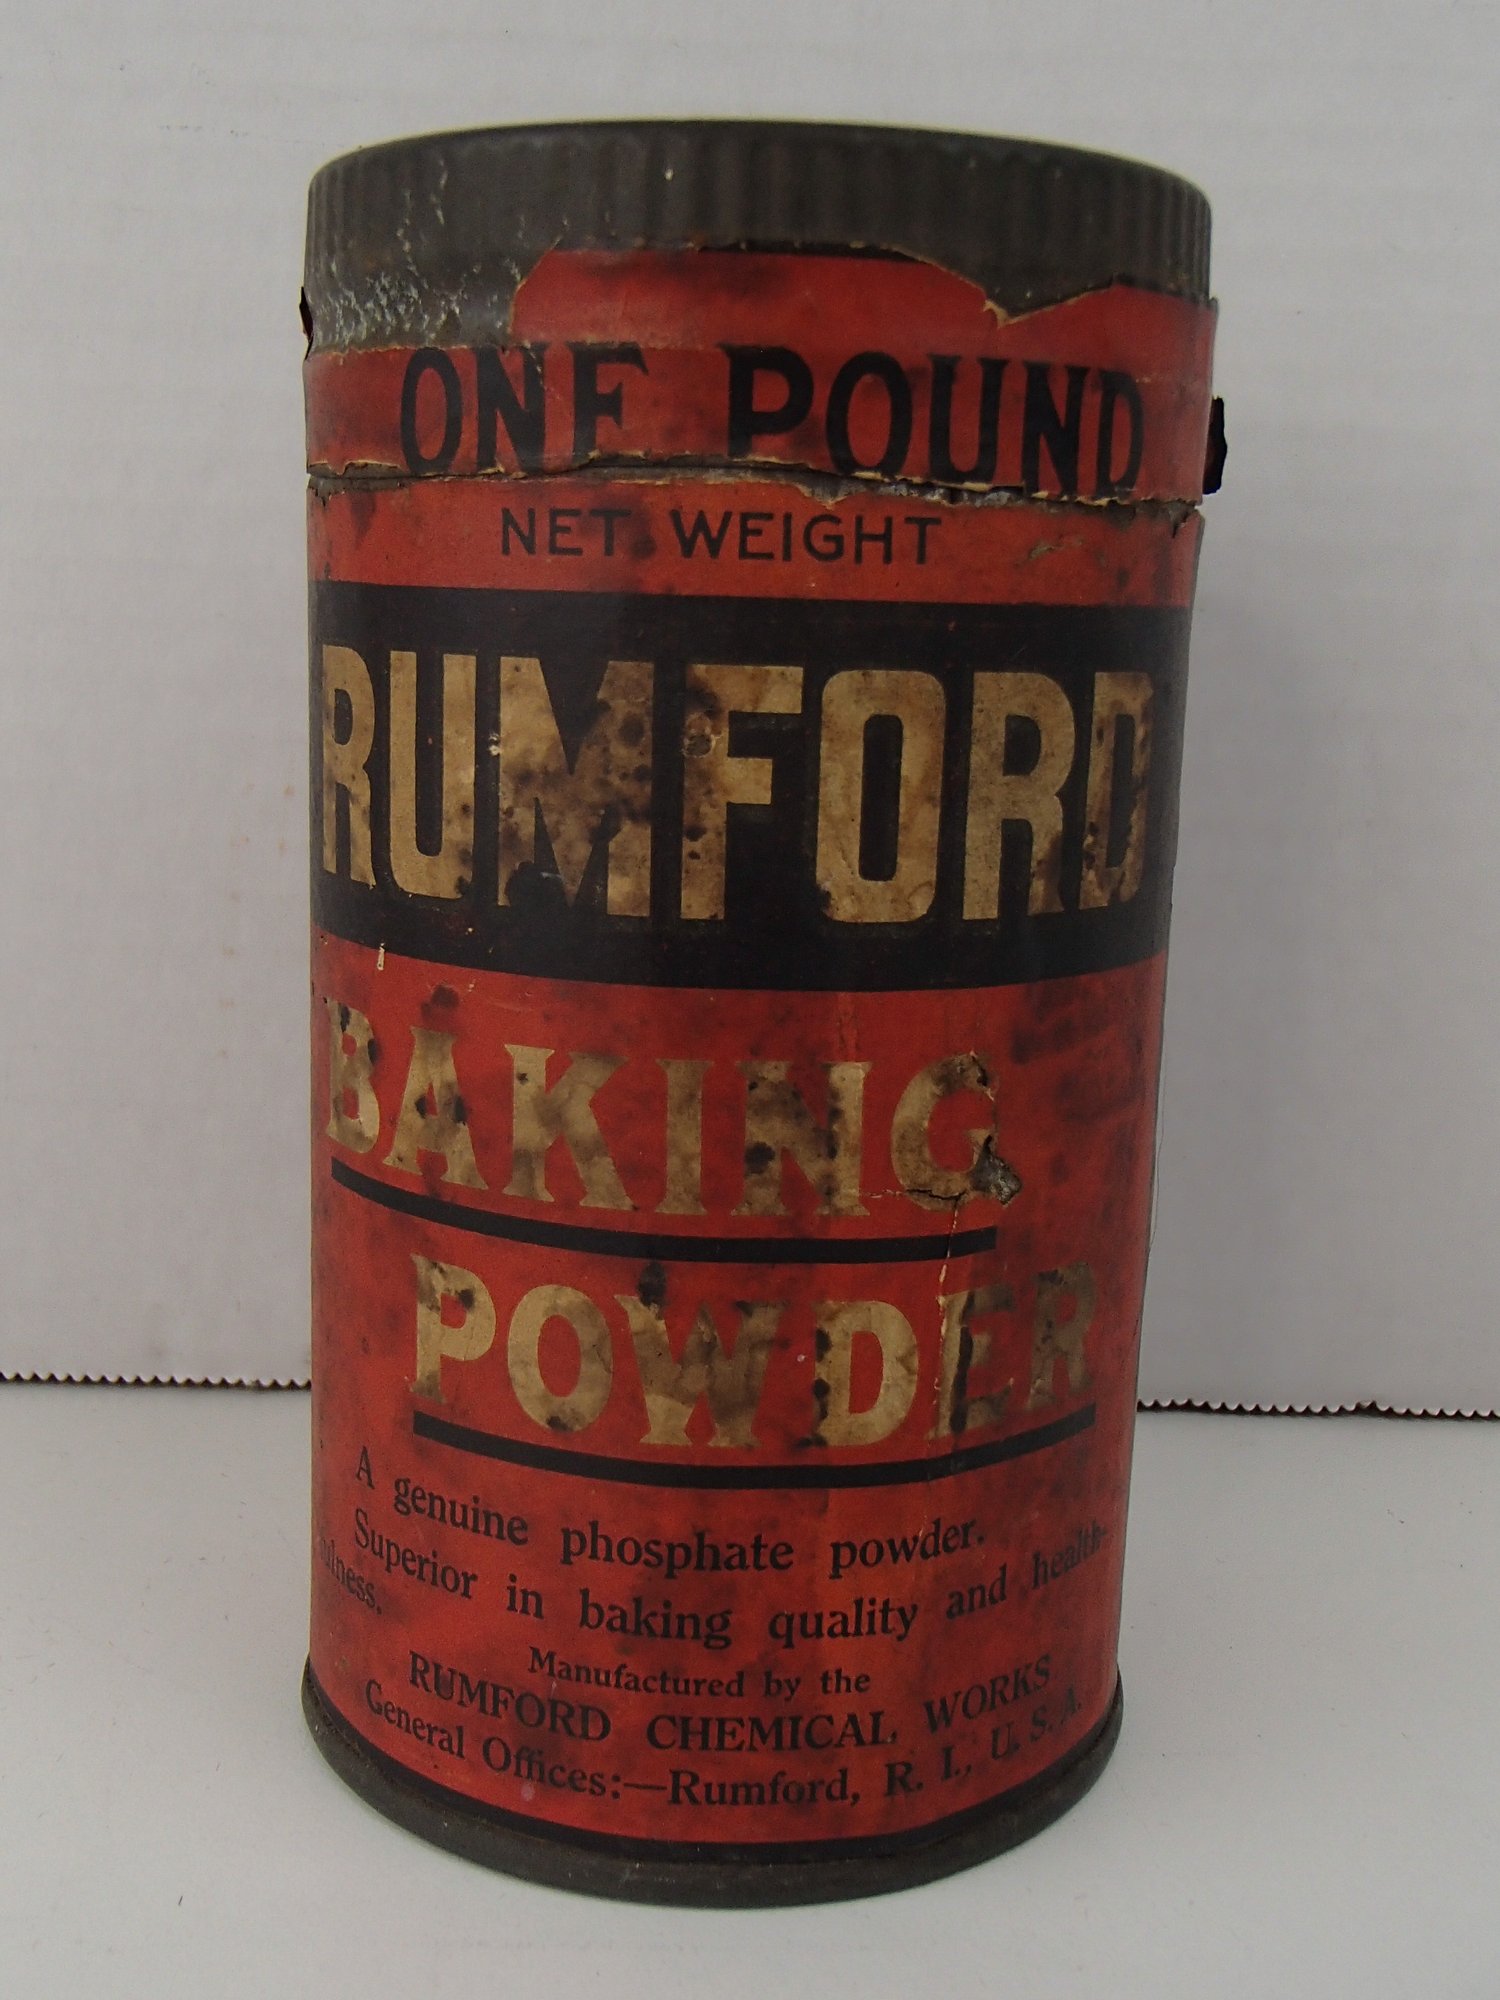 ONE POUND
NET WEIGHT
RUMFORD
BAKING
POWDER
A genuine phosphate powder.
Superior in baking quality and health-
ulness.
Manufactured by the
RUMFORD CHEMICAL WORKS
General Offices:—Rumford, R. I., U. S. A.